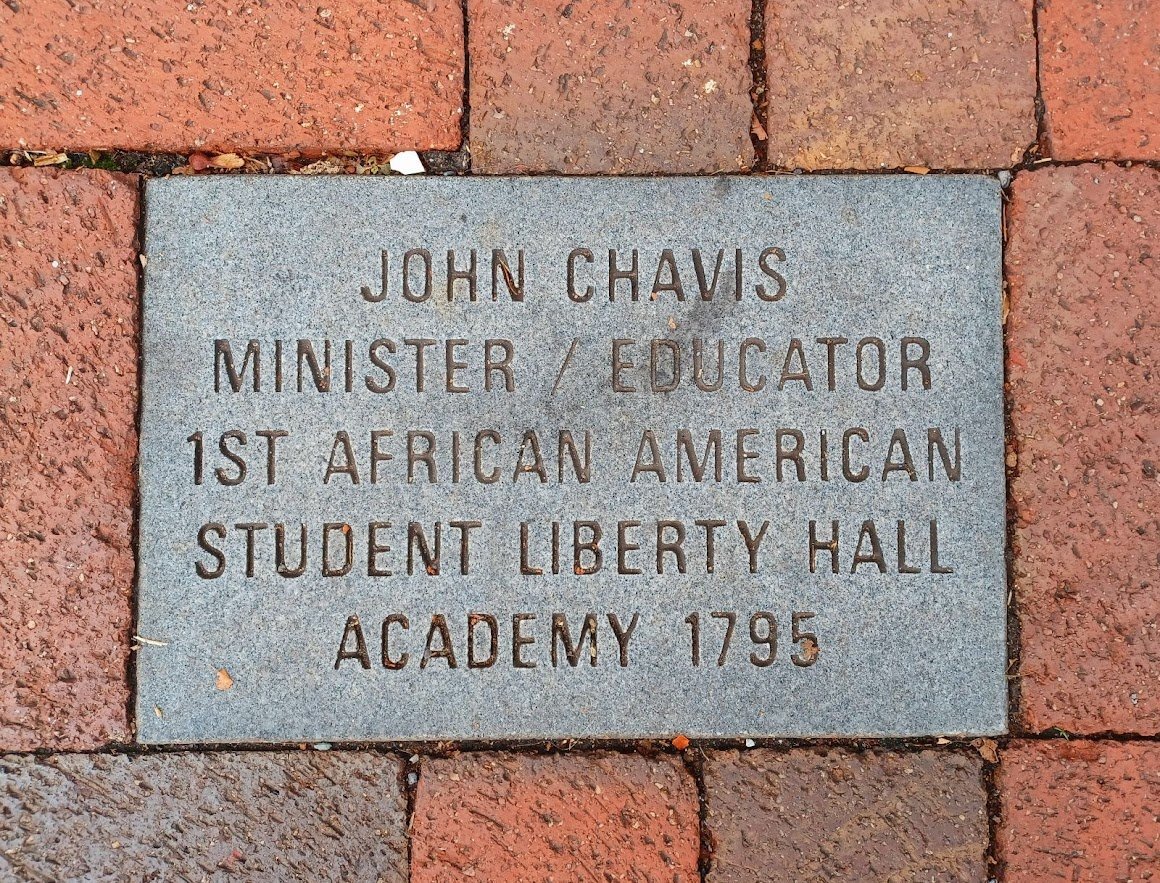 JOHN CHAVIS
MINISTER / EDUCATOR
1ST AFRICAN AMERICAN
STUDENT LIBERTY HALL
ACADEMY 1795